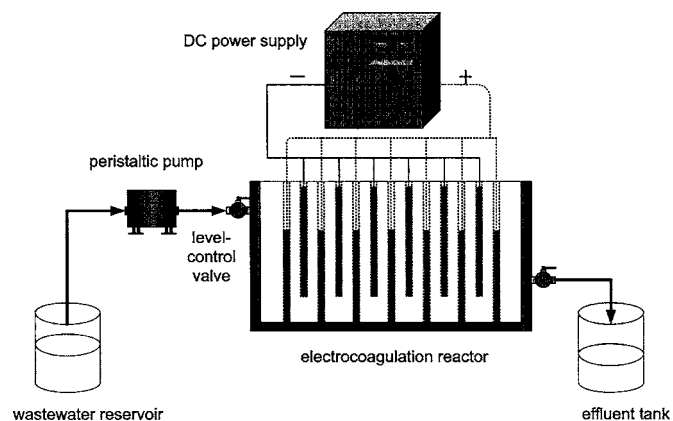 DC power supply
−
+
peristaltic pump
level-
control
valve
electrocoagulation reactor
wastewater reservoir
effluent tank